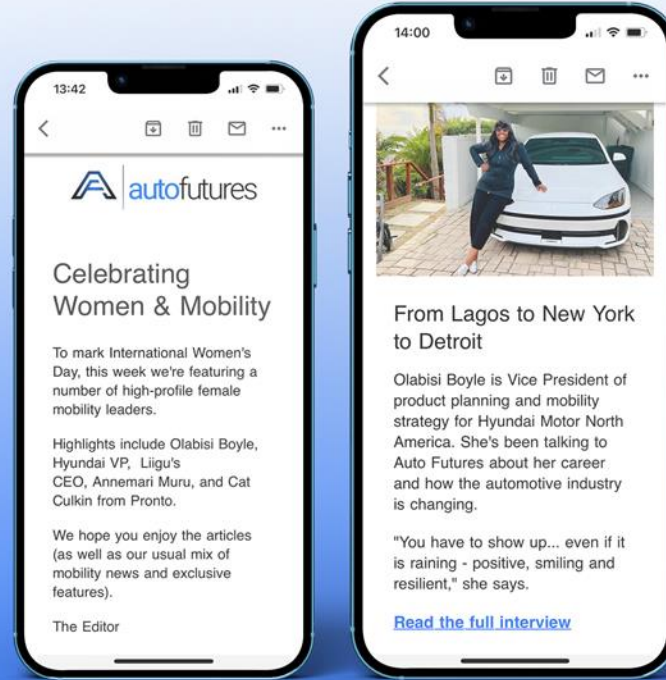 13:42
autofutures
Celebrating
Women & Mobility
To mark International Women's
Day, this week we're featuring a
number of high-profile female
mobility leaders.
Highlights include Olabisi Boyle,
Hyundai VP,  Liigu's
CEO, Annemari Muru, and Cat
Culkin from Pronto.
We hope you enjoy the articles
(as well as our usual mix of
mobility news and exclusive
features).
The Editor
14:00
From Lagos to New York
to Detroit
Olabisi Boyle is Vice President of
product planning and mobility
strategy for Hyundai Motor North
America. She's been talking to
Auto Futures about her career
and how the automotive industry
is changing.
"You have to show up... even if it
is raining - positive, smiling and
resilient," she says.
Read the full interview